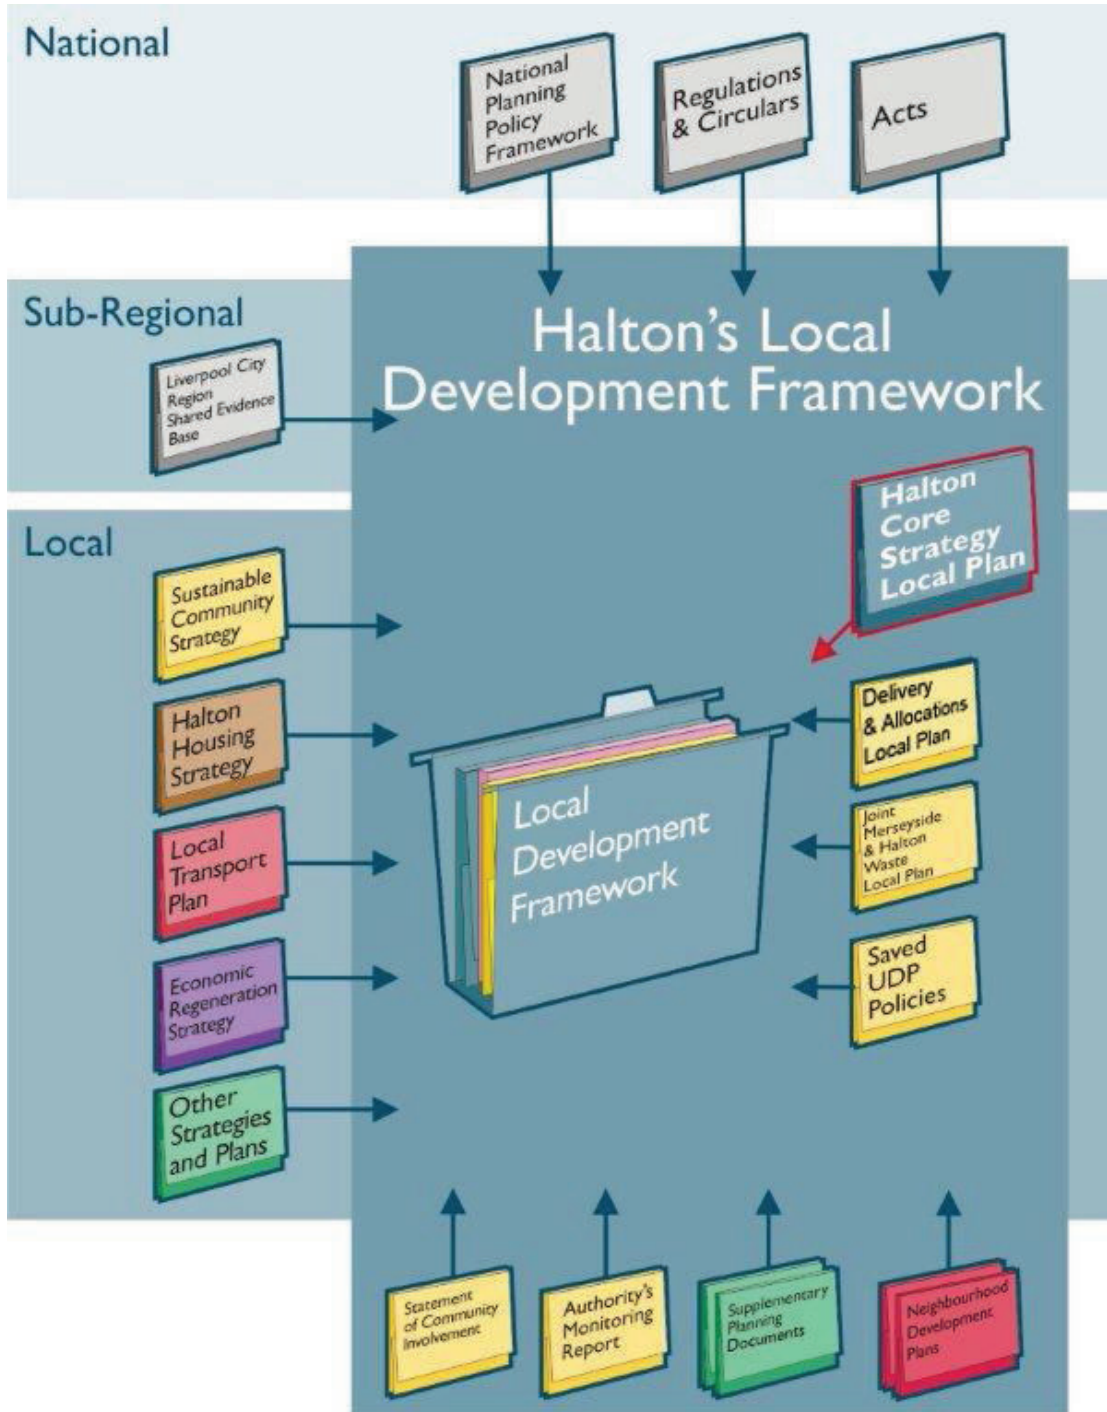 National
National
Planning
Policy
Framework
Regulations
& Circulars
Acts
Sub-Regional
Liverpool City
Region
Shared Evidence
Base
Halton's Local
Development Framework
Halton
Core
Strategy
Local Plan
Local
Sustainable
Community
Strategy
Halton
Housing
Strategy
Local
Transport
Plan
Economic
Regeneration
Strategy
Other
Strategies
and Plans
Local
Development
Framework
Delivery
& Allocations
Local Plan
Joint
Merseyside
& Halton
Waste
Local Plan
Saved
UDP
Policies
Statement
of Community
Involvement
Authority's
Monitoring
Report
Supplementary
Planning
Documents
Neighbourhood
Development
Plans